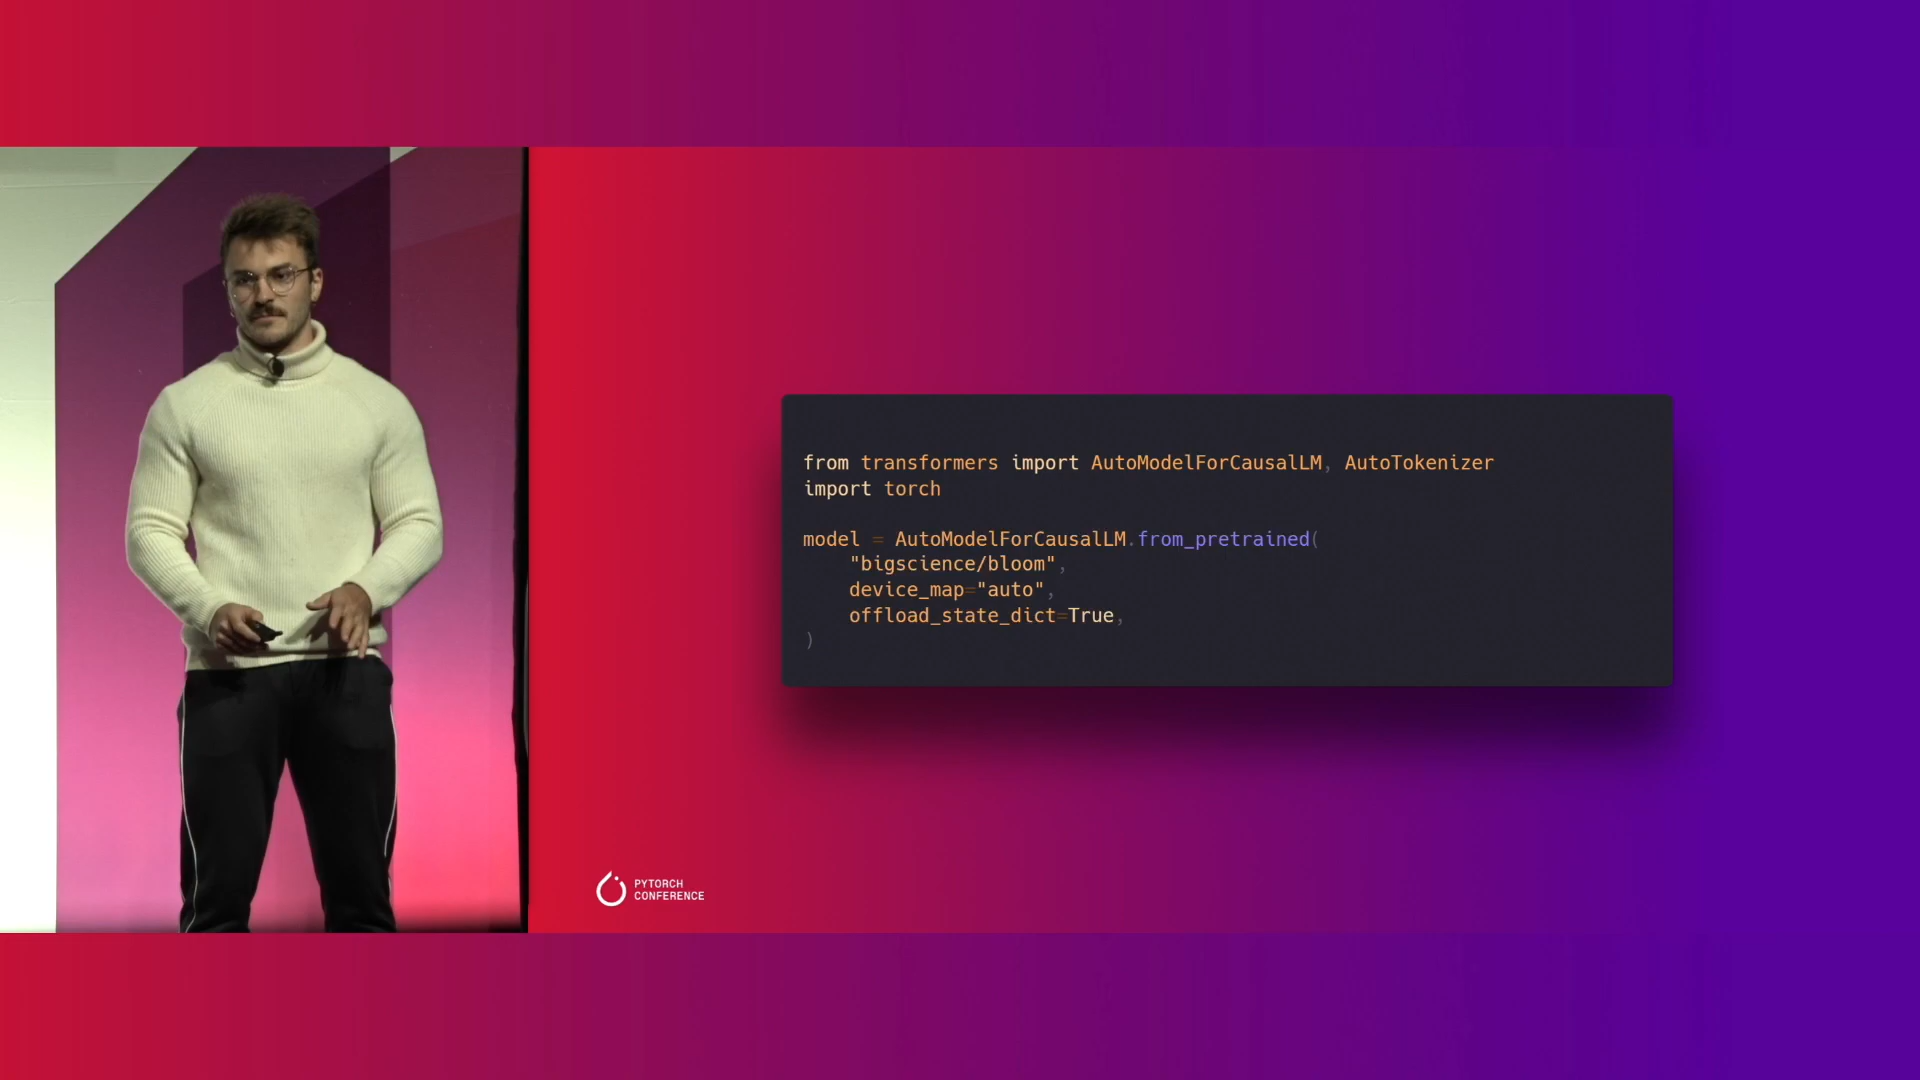 from transformers import AutoModelForCausalLM, AutoTokenizer
import torch
model = AutoModelForCausalLM.from_pretrained(
"bigscience/bloom",
device_map="auto",
offload_state_dict=True,
)
PYTORCH
CONFERENCE